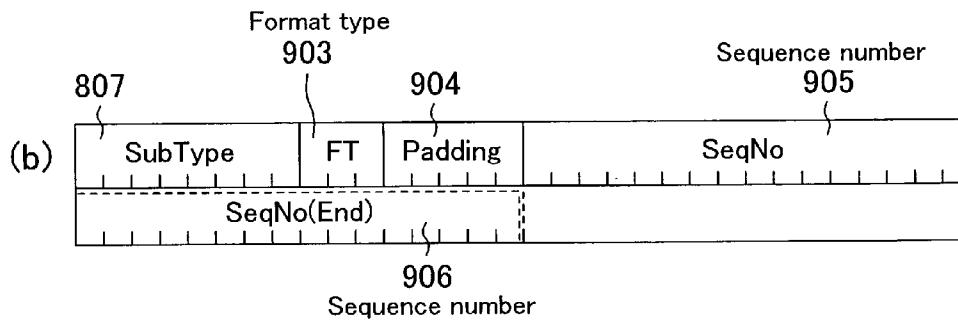 Format type
903
Sequence number
905
807
904
(b)
SubType
FT
Padding
SeqNo
SeqNo(End)
906
Sequence number